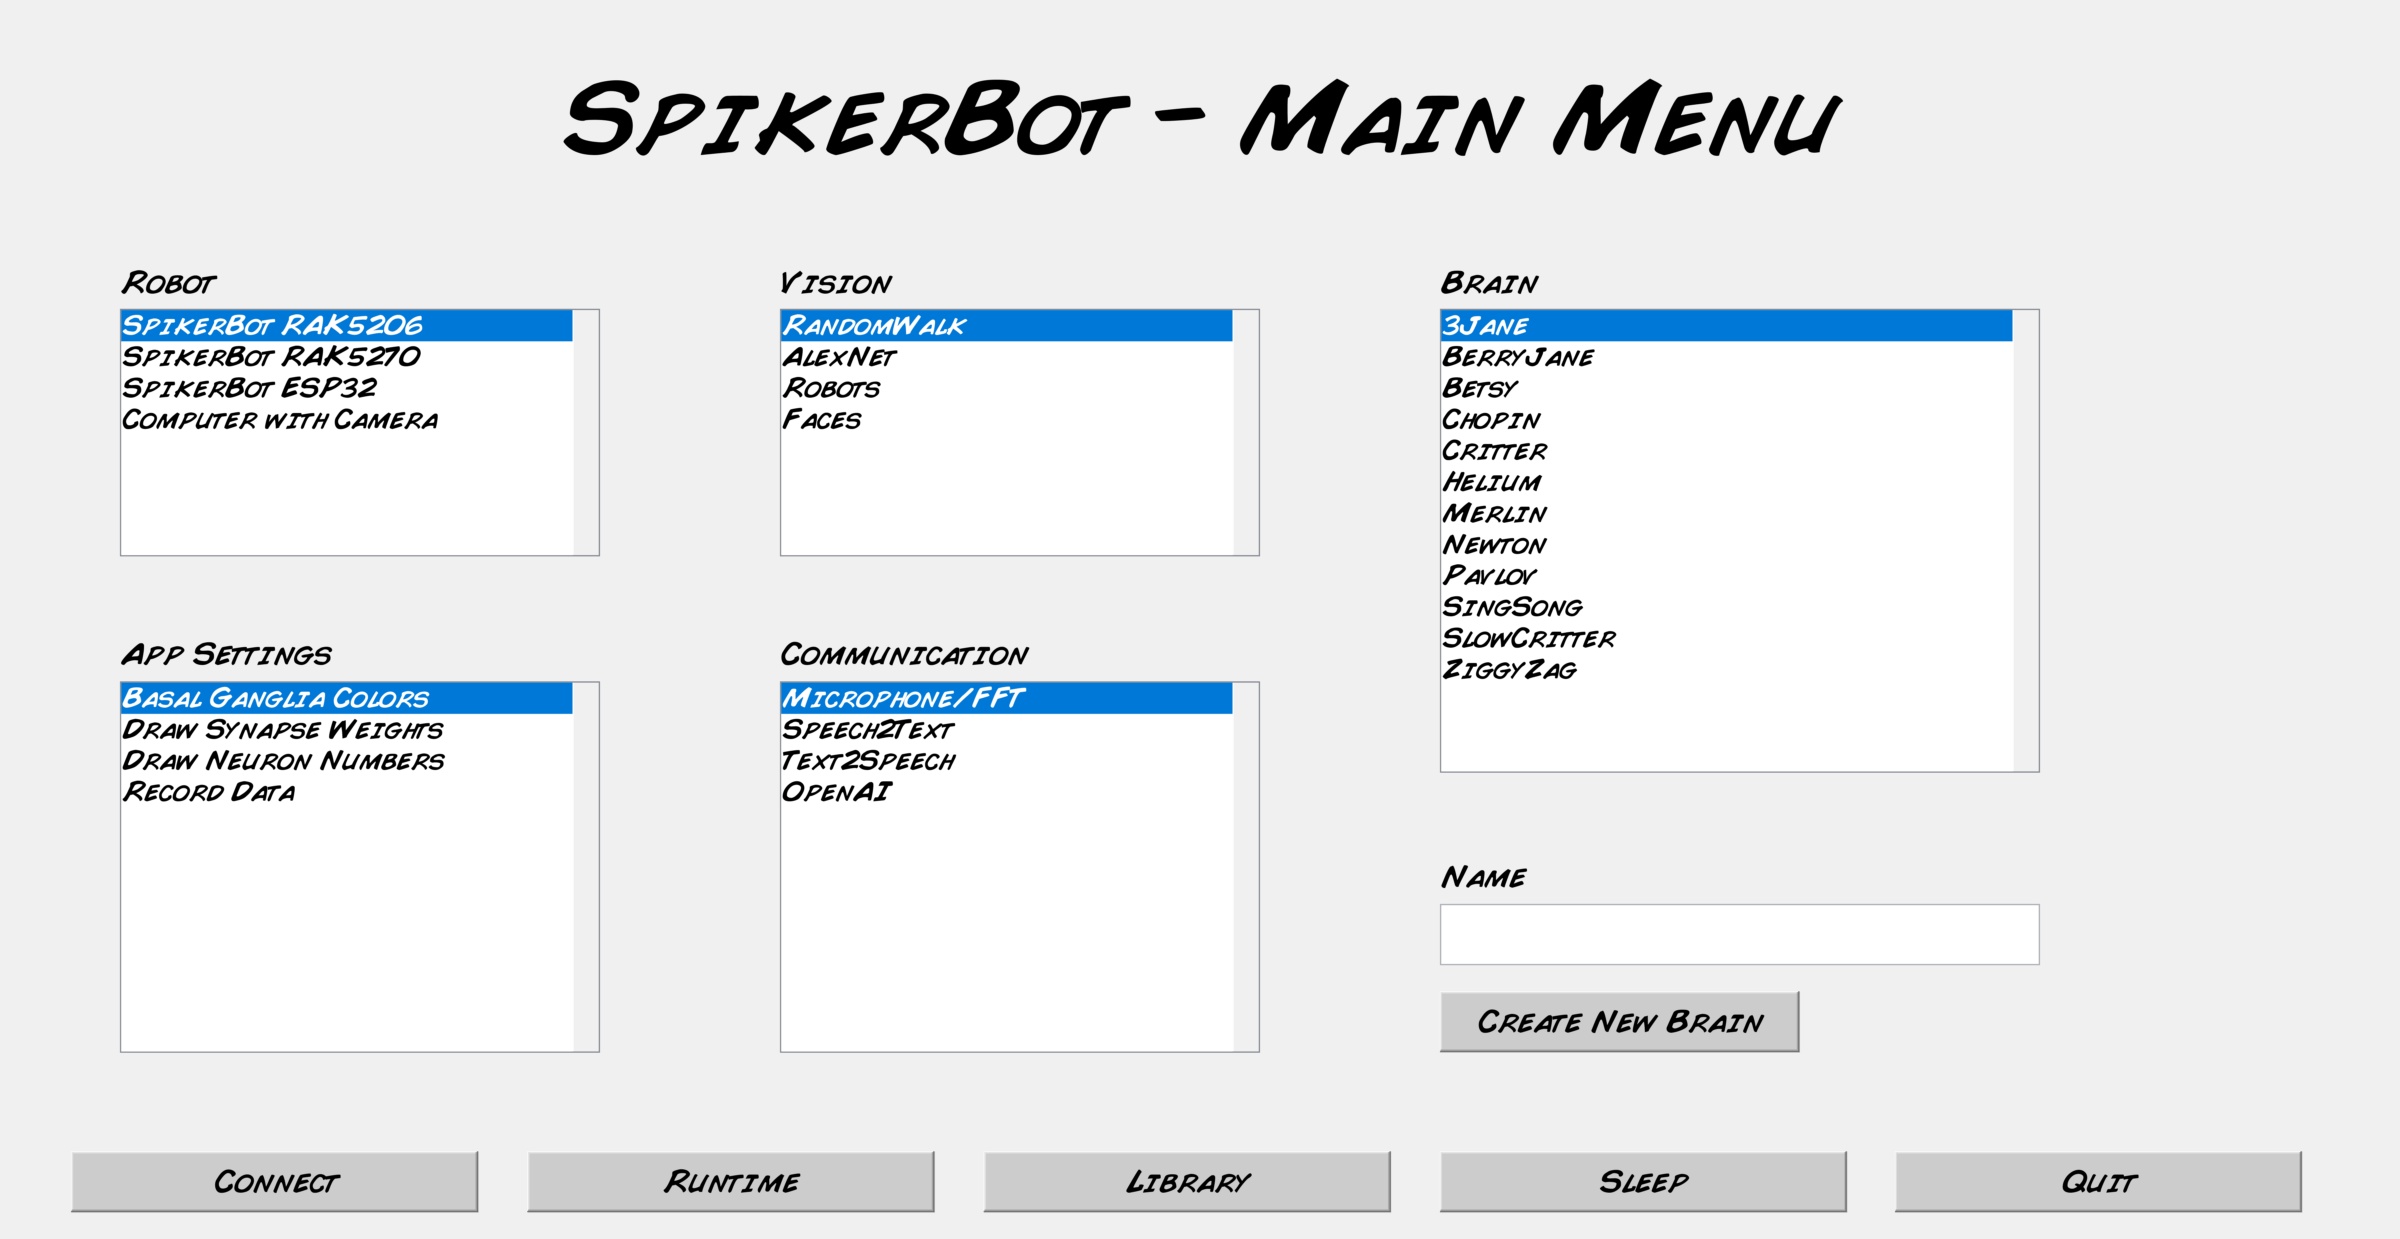 SpikerBot - Main Menu
Robot
SpikerBot RAK5206
SpikerBot RAK5270
SpikerBot ESP32
Computer with Camera
Vision
RandomWalk
AlexNet
Robots
Faces
Brain
3Jane
BerryJane
Betsy
Chopin
Critter
Helium
Merlin
Newton
Pavlov
SingSong
SlowCritter
ZiggyZag
App Settings
Basal Ganglia Colors
Draw Synapse Weights
Draw Neuron Numbers
Record Data
Communication
Microphone/FFT
Speech2Text
Text2Speech
OpenAI
Name
Create New Brain
Connect
Runtime
Library
Sleep
Quit